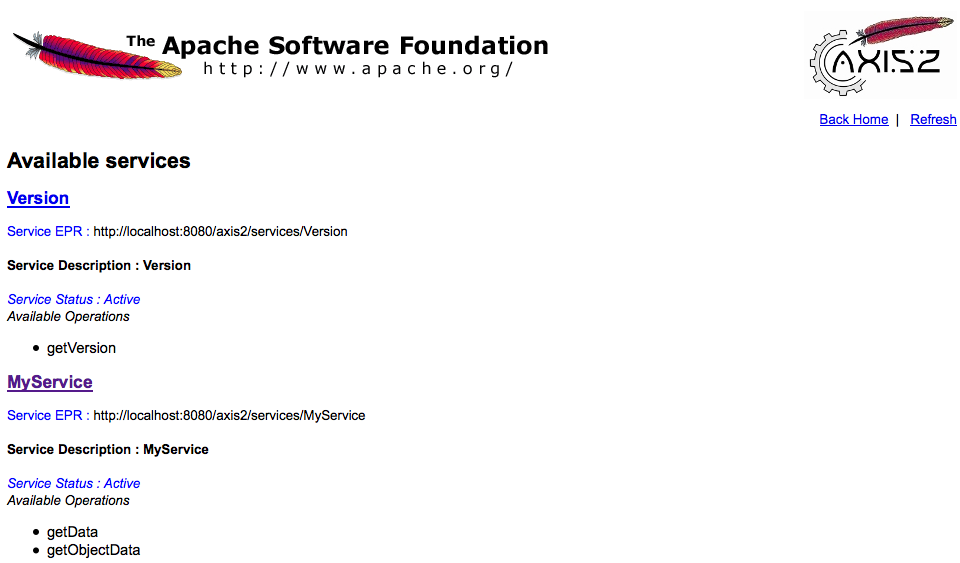 The Apache Software Foundation
http://www.apache.org/
AXIS2
Back Home | Refresh
Available services
Version
Service EPR : http://localhost:8080/axis2/services/Version
Service Description : Version
Service Status : Active
Available Operations
• getVersion
MyService
Service EPR : http://localhost:8080/axis2/services/MyService
Service Description : MyService
Service Status : Active
Available Operations
• getData
• getObjectData